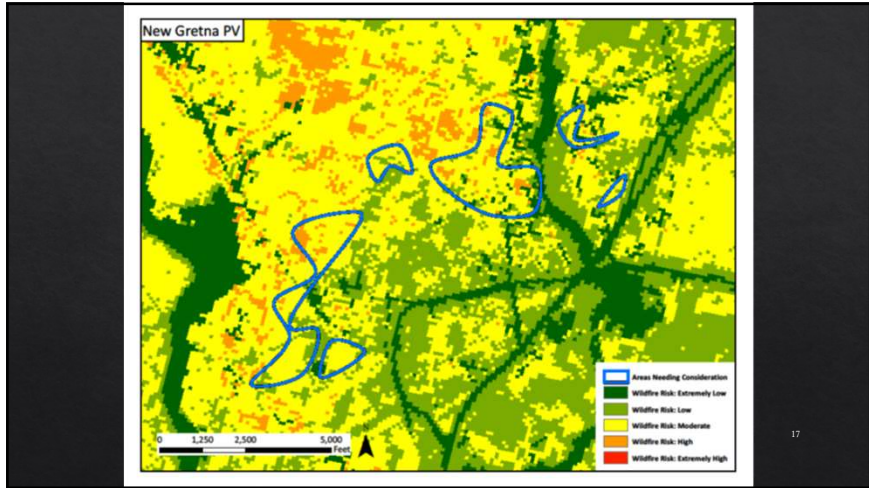 New Gretna PV
Areas Needing Consideration
Wildfire Risk: Extremely Low
Wildfire Risk: Low
Wildfire Risk: Moderate
Wildfire Risk: High
Wildfire Risk: Extremely High
0 1,250 2,500 5,000
Feet
N
17